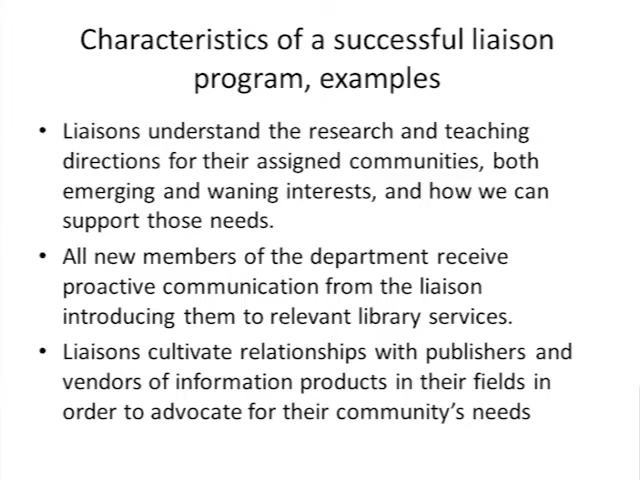 Characteristics of a successful liaison
program, examples
• Liaisons understand the research and teaching
directions for their assigned communities, both
emerging and waning interests, and how we can
support those needs.
• All new members of the department receive
proactive communication from the liaison
introducing them to relevant library services.
• Liaisons cultivate relationships with publishers and
vendors of information products in their fields in
order to advocate for their community’s needs